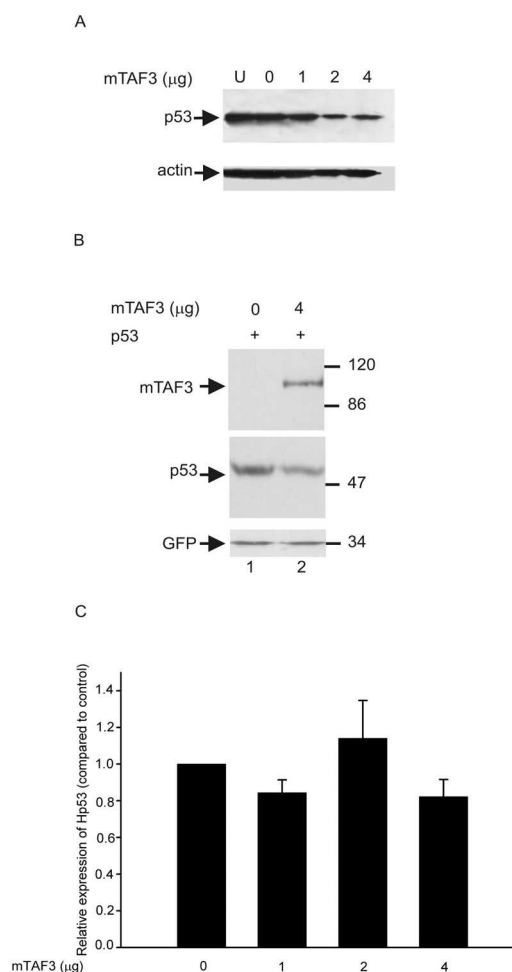 A
mTAF3 (μg) U 0 1 2 4
p53
actin
B
mTAF3 (μg) 0 4
p53 + +
120
mTAF3
86
p53
47
GFP 34
1 2
C
Relative expression of Hp53 (compared to control)
1.4
1.2
1.0
0.8
0.6
0.4
0.2
0.0
mTAF3 (μg) 0 1 2 4